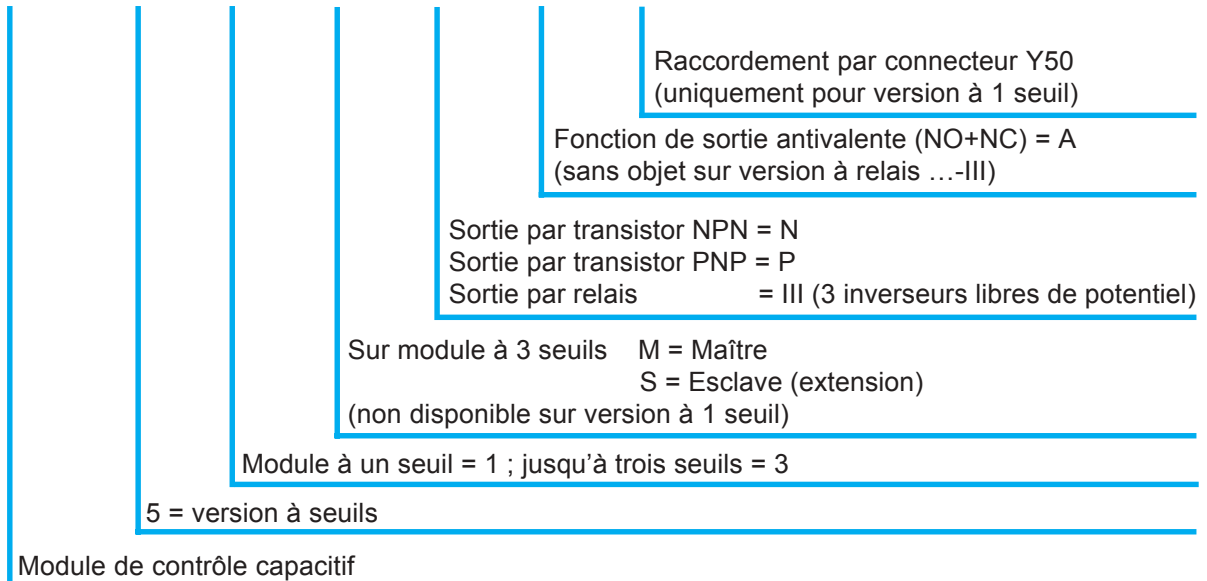 Raccordement par connecteur Y50
(uniquement pour version à 1 seuil)
Fonction de sortie antivalente (NO+NC) = A
(sans objet sur version à relais …-III)
Sortie par transistor NPN = N
Sortie par transistor PNP = P
Sortie par relais = III (3 inverseurs libres de potentiel)
Sur module à 3 seuils M = Maître
S = Esclave (extension)
(non disponible sur version à 1 seuil)
Module à un seuil = 1 ; jusqu’à trois seuils = 3
5 = version à seuils
Module de contrôle capacitif